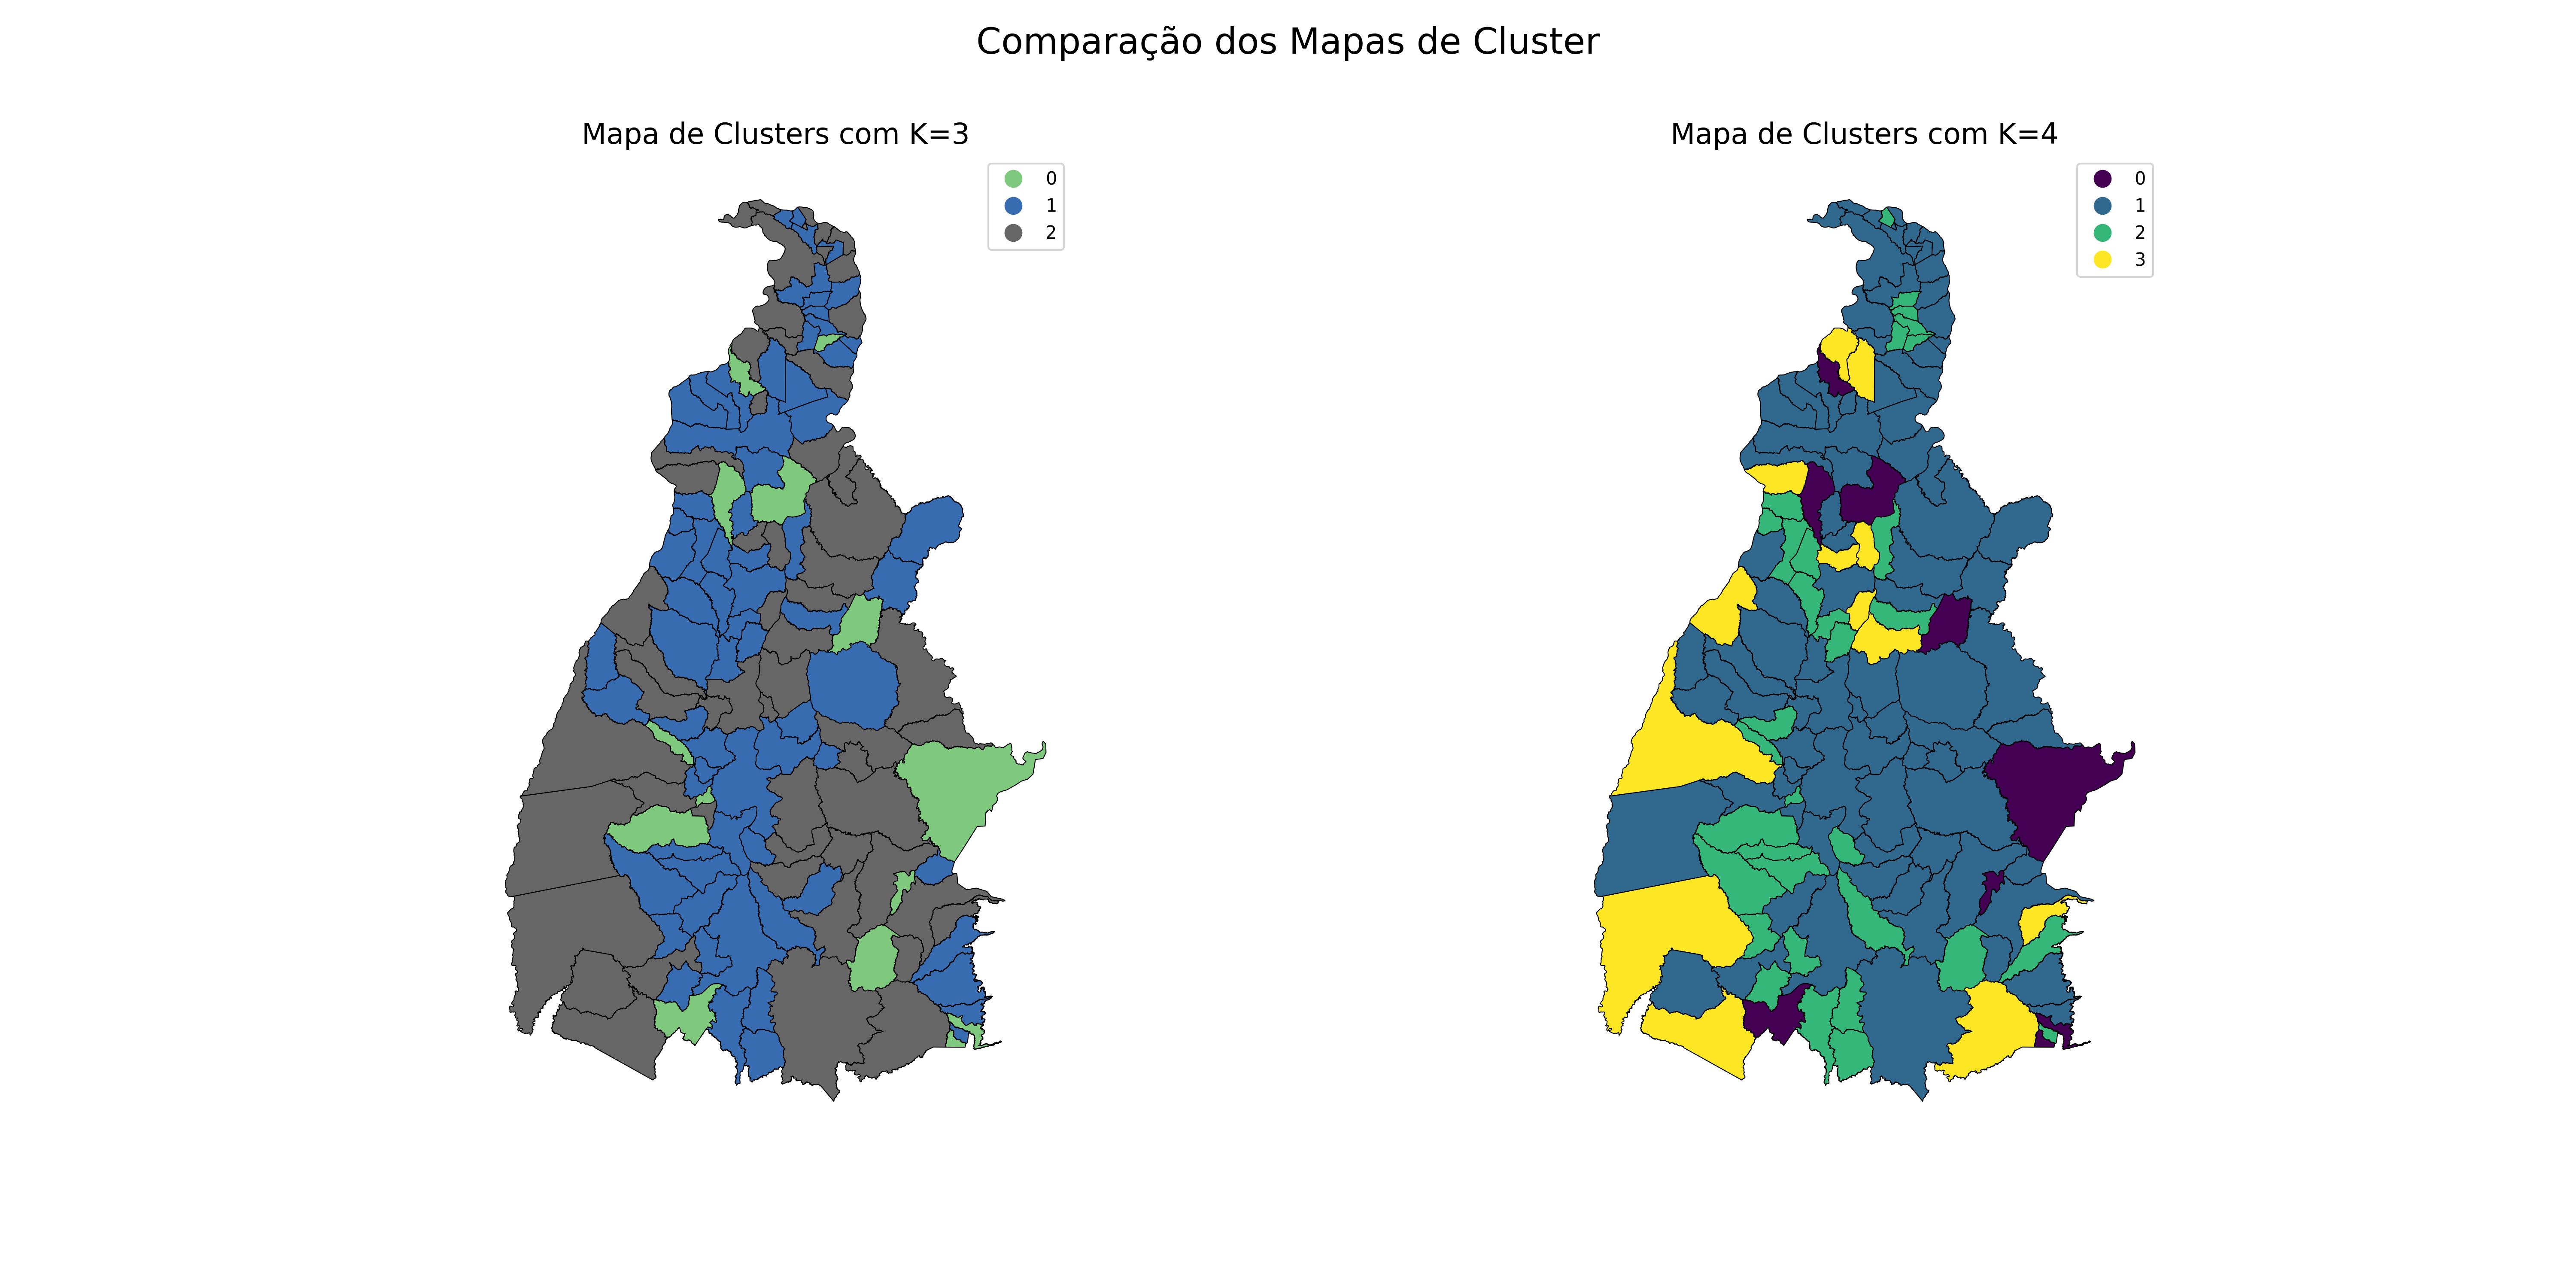 Comparação dos Mapas de Cluster
Mapa de Clusters com K=3
0
1
2
Mapa de Clusters com K=4
0
1
2
3